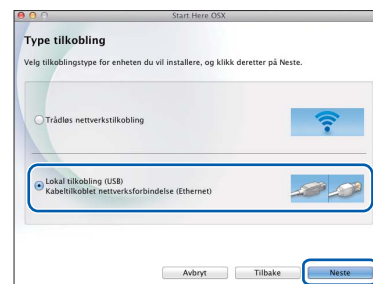 Start Here OSX
Type tilkobling
Velg tilkoblingstype for enheten du vil installere, og klikk deretter på Neste.
Trådløs nettverkstilkobling
Lokal tilkobling (USB)
Kabeltilkoblet nettverksforbindelse (Ethernet)
Avbryt
Tilbake
Neste